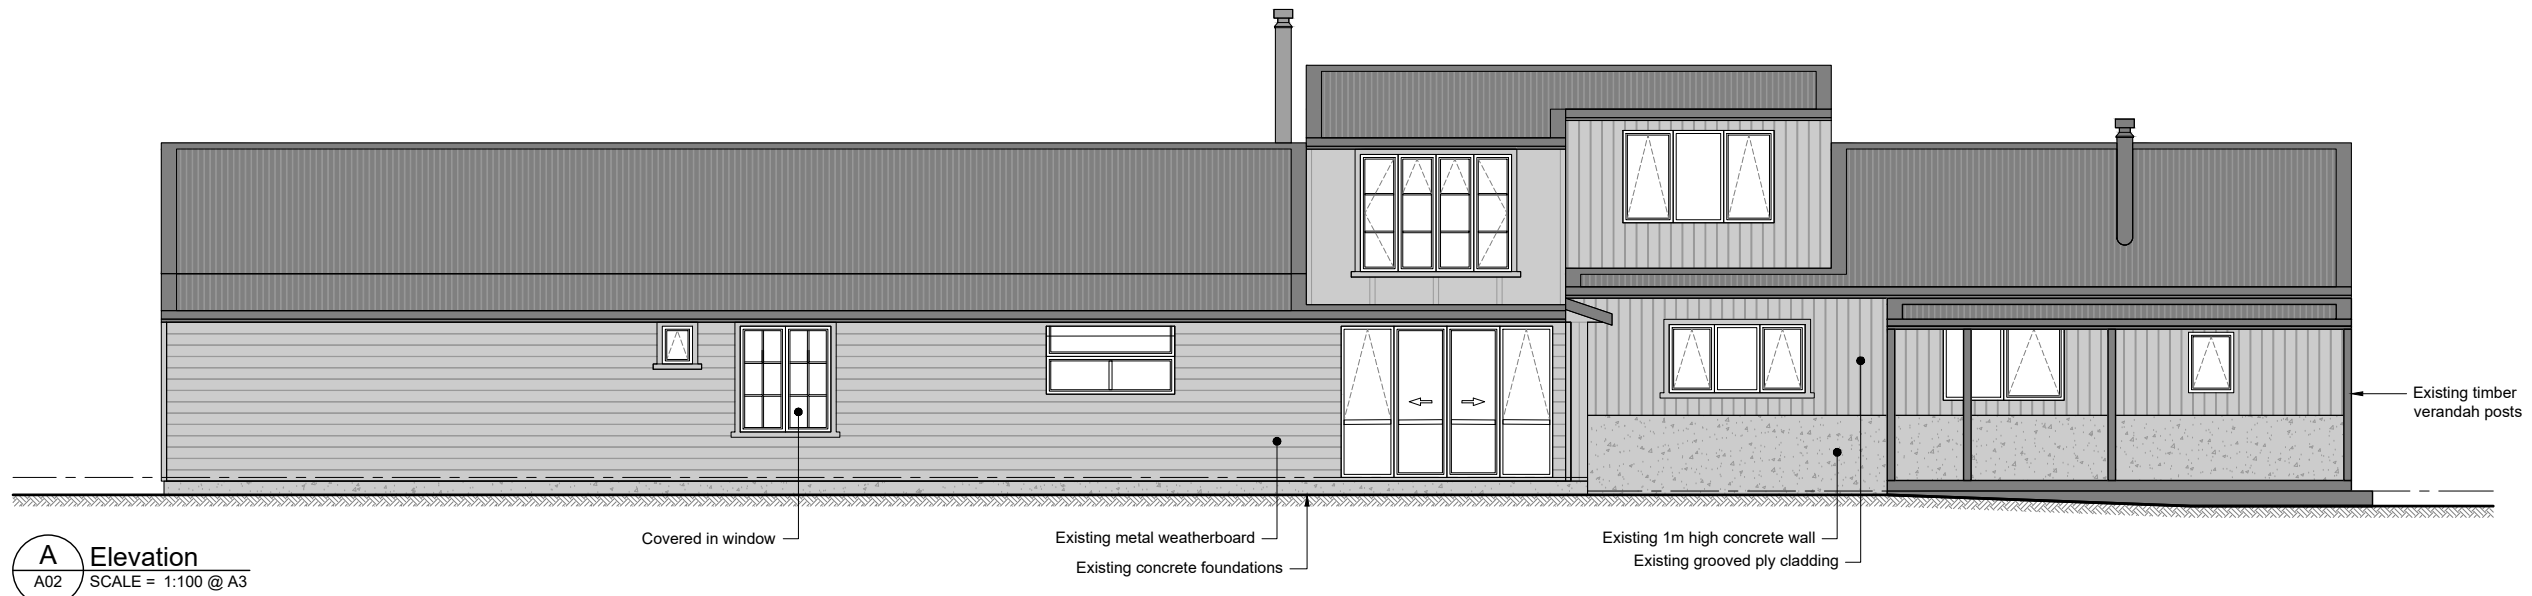 Existing timber
verandah posts
Covered in window
Existing metal weatherboard
Existing concrete foundations
Existing 1m high concrete wall
Existing grooved ply cladding
A
A02
Elevation
SCALE = 1:100 @ A3